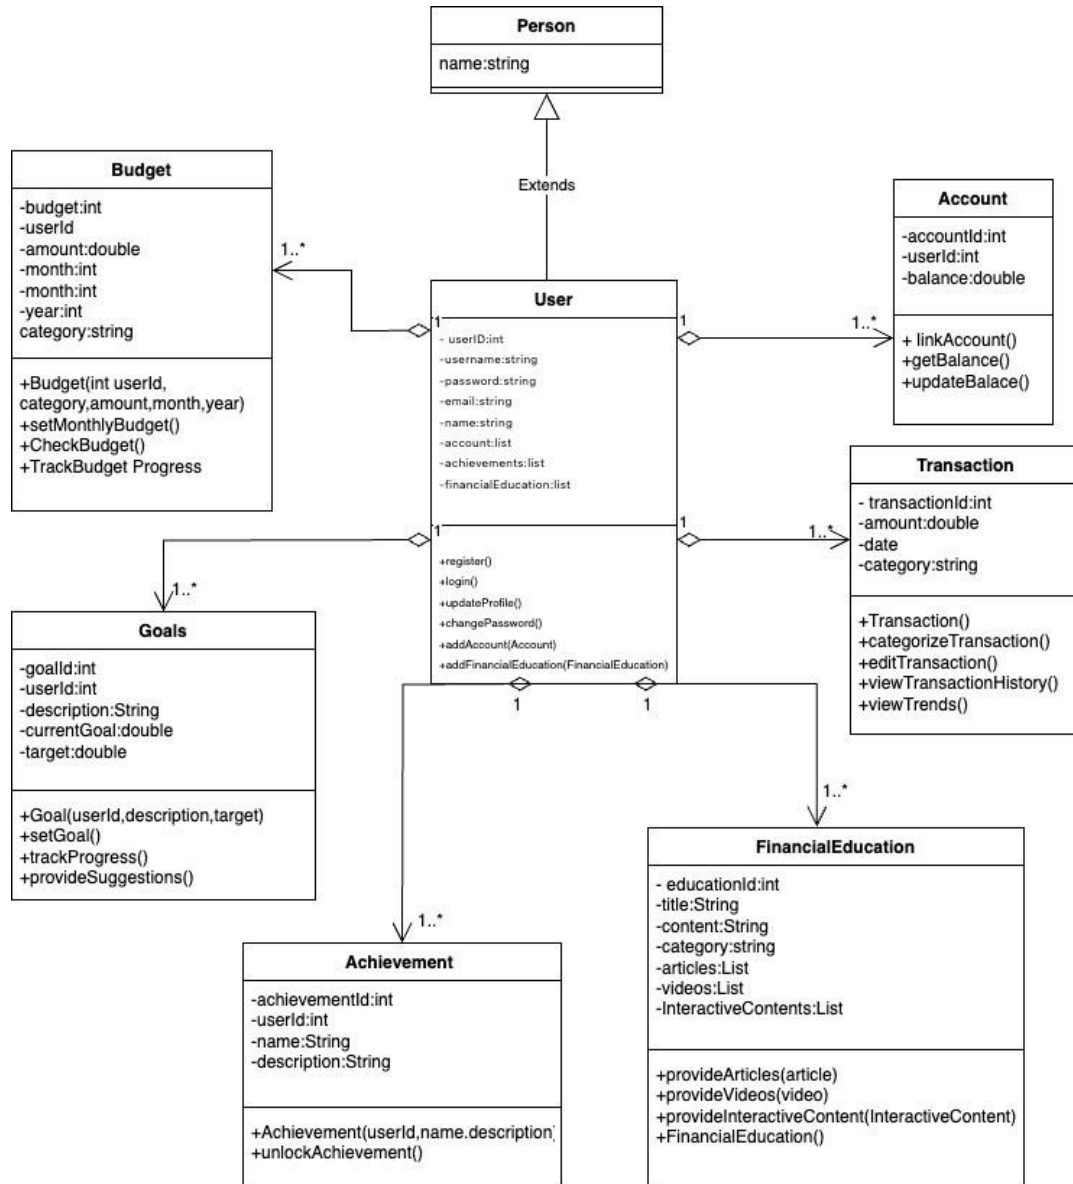 Person
name:string
Extends
Budget
-budget:int
-userId
-amount:double
-month:int
-month:int
-year:int
category:string
+Budget(int userId,
category,amount,month,year)
+setMonthlyBudget()
+CheckBudget()
+TrackBudget Progress
1..*
1
User
- userID:int
-username:string
-password:string
-email:string
-name:string
-account:list
-achievements:list
-financialEducation:list
+register()
+login()
+updateProfile()
+changePassword()
+addAccount(Account)
+addFinancialEducation(FinancialEducation)
1
1..*
Account
-accountId:int
-userId:int
-balance:double
+ linkAccount()
+getBalance()
+updateBalace()
1
1..*
Transaction
- transactionId:int
-amount:double
-date
-category:string
+Transaction()
+categorizeTransaction()
+editTransaction()
+viewTransactionHistory()
+viewTrends()
1
1..*
Goals
-goalId:int
-userId:int
-description:String
-currentGoal:double
-target:double
+Goal(userId,description,target)
+setGoal()
+trackProgress()
+provideSuggestions()
1
1..*
Achievement
-achievementId:int
-userId:int
-name:String
-description:String
+Achievement(userId,name.description)
+unlockAchievement()
1
1..*
FinancialEducation
- educationId:int
-title:String
-content:String
-category:string
-articles:List
-videos:List
-InteractiveContents:List
+provideArticles(article)
+provideVideos(video)
+provideInteractiveContent(InteractiveContent)
+FinancialEducation()